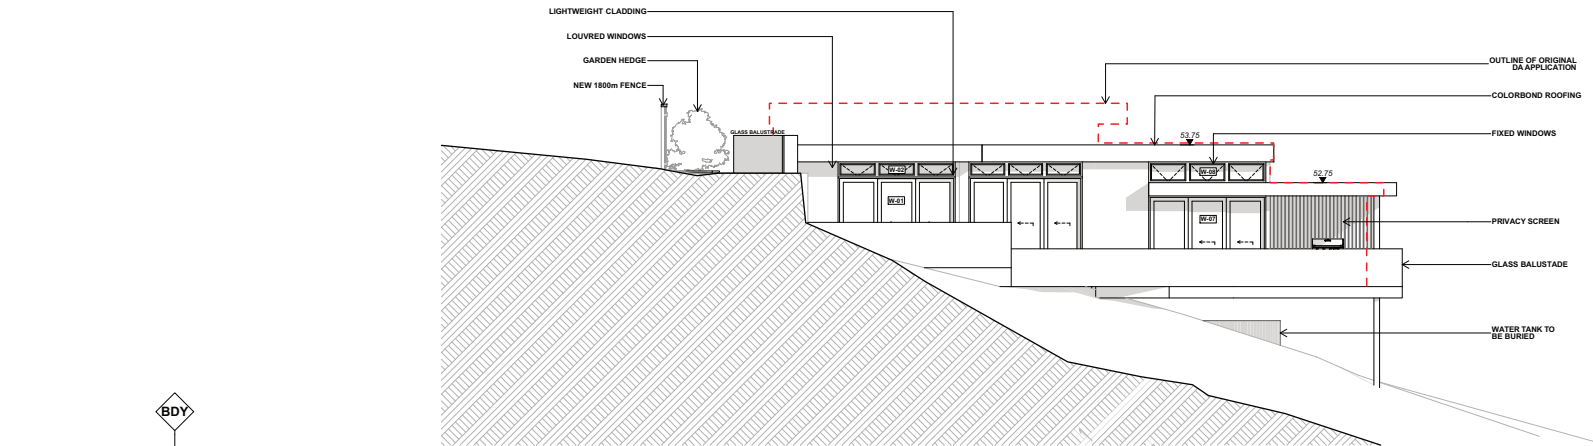 LIGHTWEIGHT CLADDING
LOUVRED WINDOWS
GARDEN HEDGE
NEW 1800m FENCE
GLASS BALUSTRADE
OUTLINE OF ORIGINAL
DA APPLICATION
COLORBOND ROOFING
53.75
FIXED WINDOWS
W-02
W-08
52.75
W-01
W-07
PRIVACY SCREEN
GLASS BALUSTADE
WATER TANK TO
BE BURIED
BDY